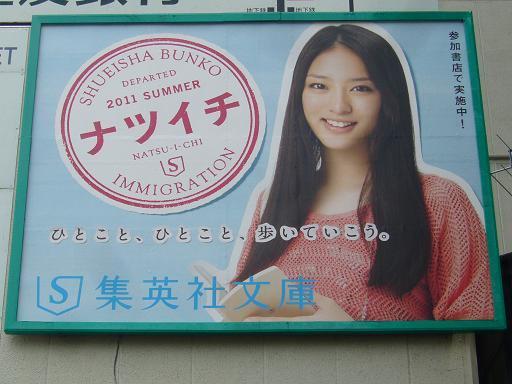 SHUEISHA BUNKO
DEPARTED
2011 SUMMER
ナツイチ
NATSU-I-CHI
S
IMMIGRATION
参加書店で実施中!
ひとこと、ひとこと、歩いていこう。
S 集英社文庫